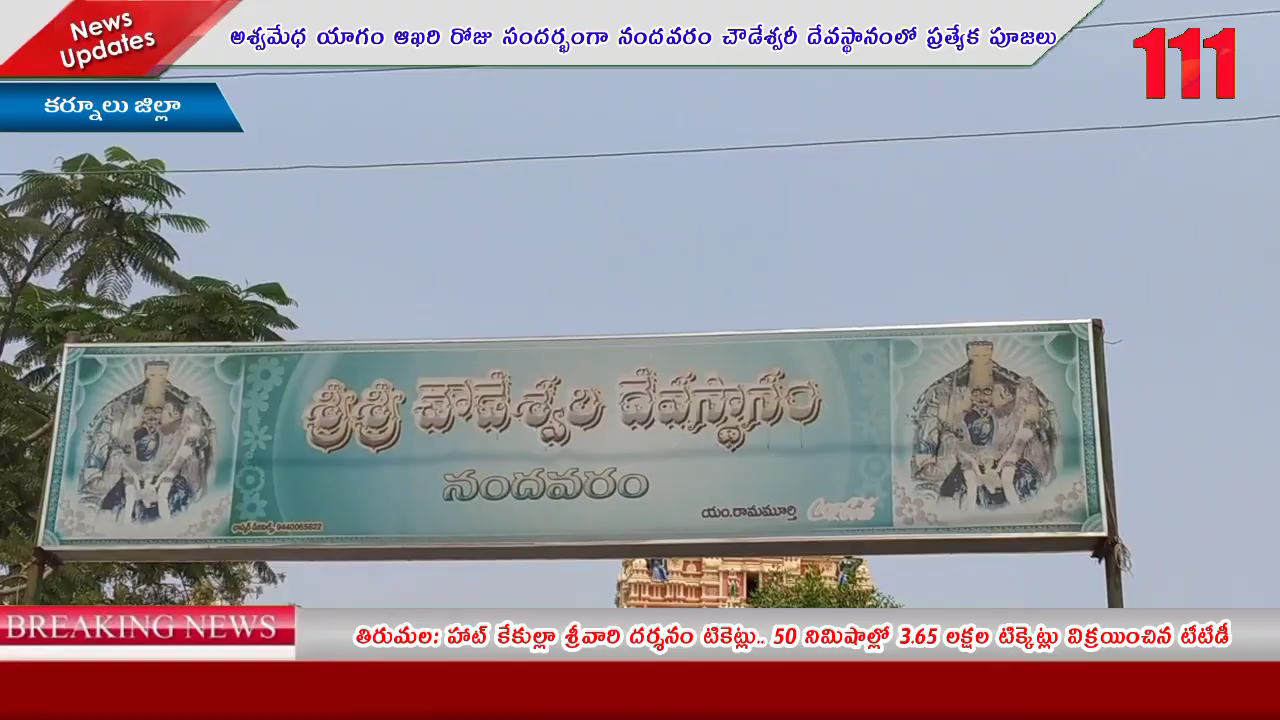 News
Updates
అశ్వమేధ యాగం ఆఖరి రోజు సందర్భంగా నందవరం చౌడేశ్వరీ దేవస్థానంలో ప్రత్యేక పూజలు
111
కర్నూలు జిల్లా
శ్రీశ్రీ చౌడేశ్వరి దేవస్థానం
నందవరం
యం.రామమూర్తి
9440065822
BREAKING NEWS
తిరుమల: హాట్ కేకుల్లా శ్రీవారి దర్శనం టికెట్లు.. 50 నిమిషాల్లో 3.65 లక్షల టిక్కెట్లు విక్రయించిన టీటీడీ